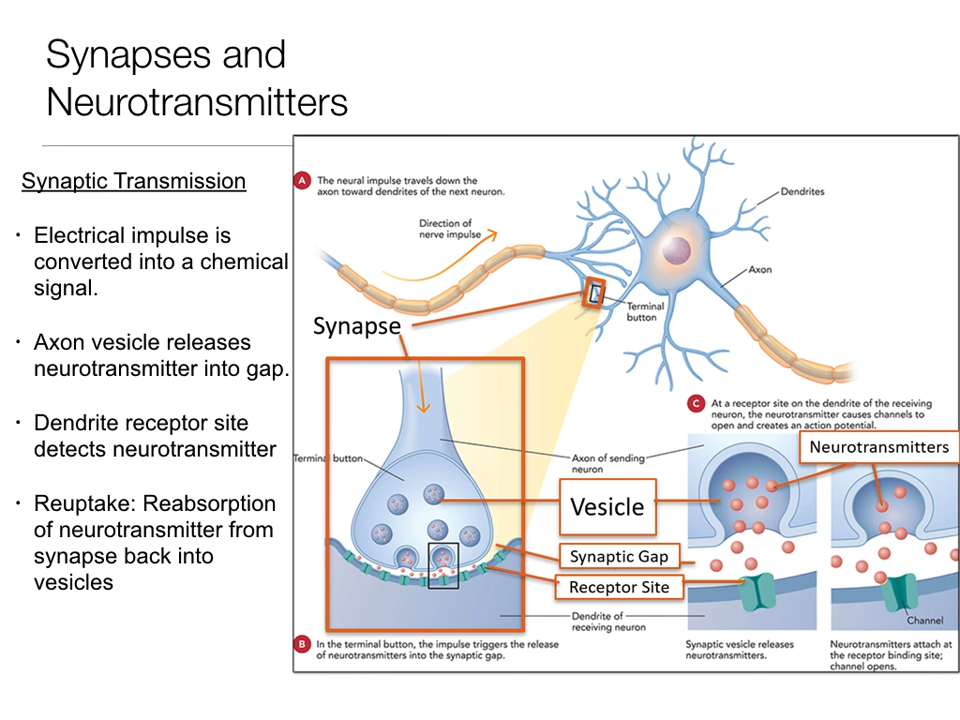 Synapses and
Neurotransmitters
Synaptic Transmission
• Electrical impulse is
converted into a chemical
signal.
• Axon vesicle releases
neurotransmitter into gap.
• Dendrite receptor site
detects neurotransmitter
• Reuptake: Reabsorption
of neurotransmitter from
synapse back into
vesicles
A The neural impulse travels down the
axon toward dendrites of the next neuron.
Direction of
nerve impulse
Dendrites
Axon
Terminal
button
Synapse
Terminal button
Axon of sending
neuron
Vesicle
Synaptic Gap
Receptor Site
Dendrite of
receiving neuron
B In the terminal button, the impulse triggers the release
of neurotransmitters into the synaptic gap.
C At a receptor site on the dendrite of the receiving
neuron, the neurotransmitter causes channels to
open and creates an action potential.
Neurotransmitters
Channel
Synaptic vesicle releases
neurotransmitters.
Neurotransmitters attach at
the receptor binding site;
channel opens.